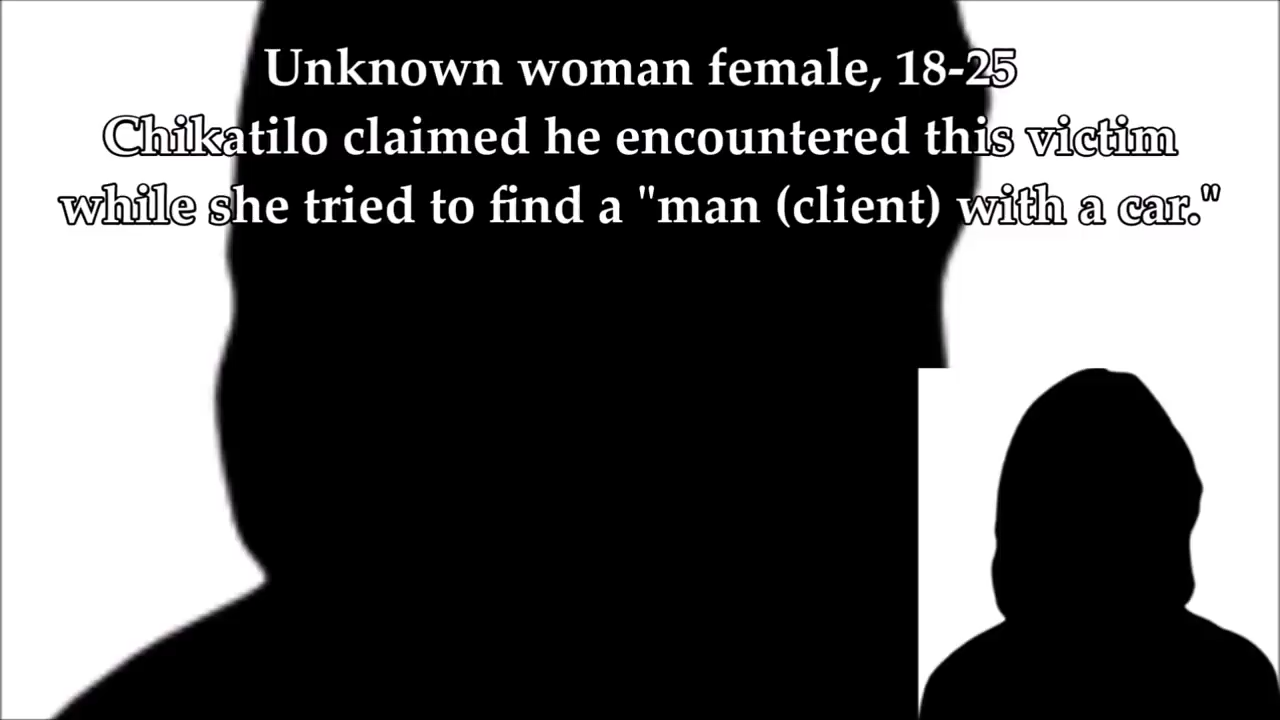 Unknown woman female, 18-25
Chikatilo claimed he encountered this victim
while she tried to find a "man (client) with a car."